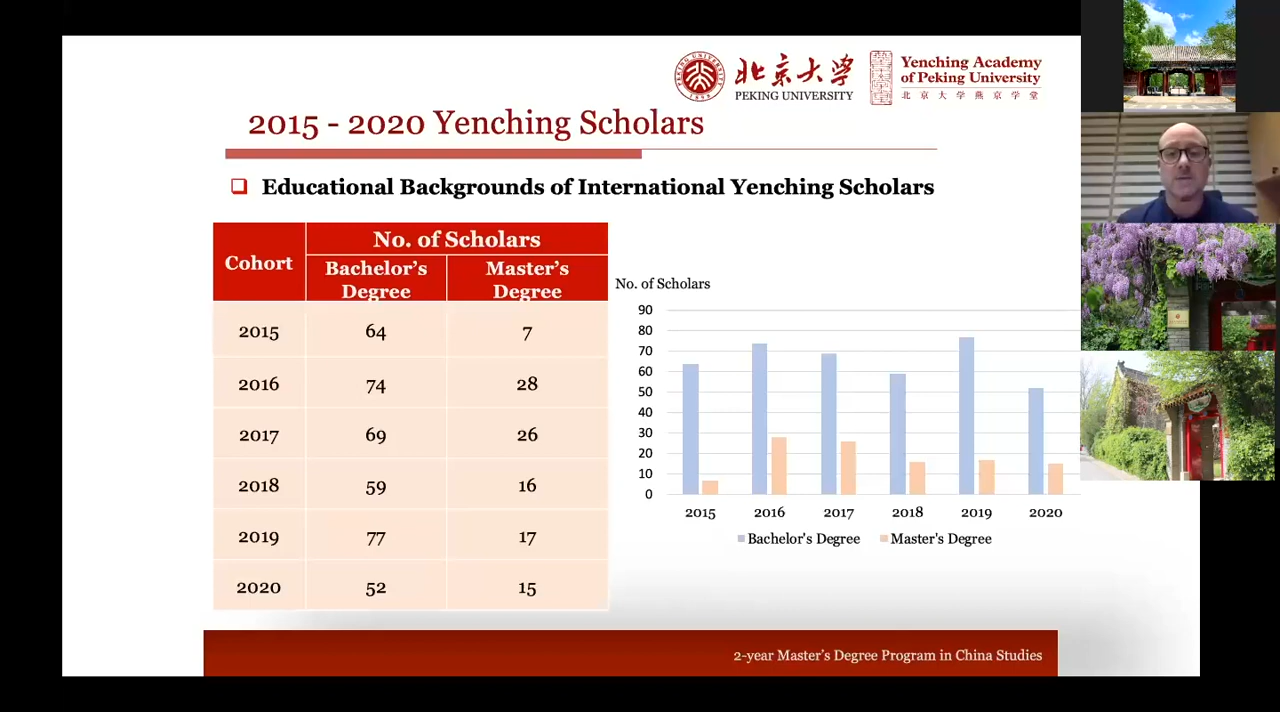 北京大学
PEKING UNIVERSITY
PEKING UNIVERSITY
1898
Yenching Academy
of Peking University
北京大学燕京学堂
2015 - 2020 Yenching Scholars
Educational Backgrounds of International Yenching Scholars
Cohort
No. of Scholars
Bachelor's Degree
Master's Degree
2015 64 7
2016 74 28
2017 69 26
2018 59 16
2019 77 17
2020 52 15
No. of Scholars
90
80
70
60
50
40
30
20
10
0
2015 2016 2017 2018 2019 2020
Bachelor's Degree Master's Degree
2-year Master's Degree Program in China Studies